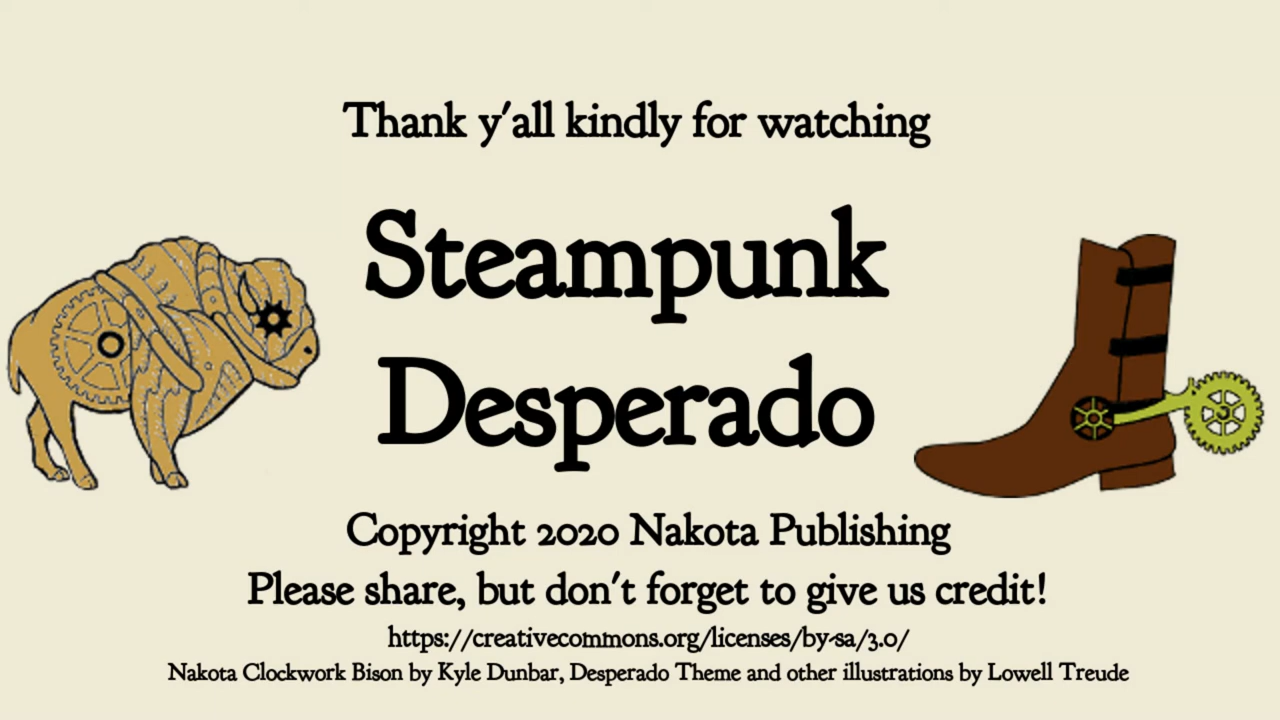 Thank y'all kindly for watching
Steampunk
Desperado
Copyright 2020 Nakota Publishing
Please share, but don't forget to give us credit!
https://creativecommons.org/licenses/by-sa/3.0/
Nakota Clockwork Bison by Kyle Dunbar, Desperado Theme and other illustrations by Lowell Treude